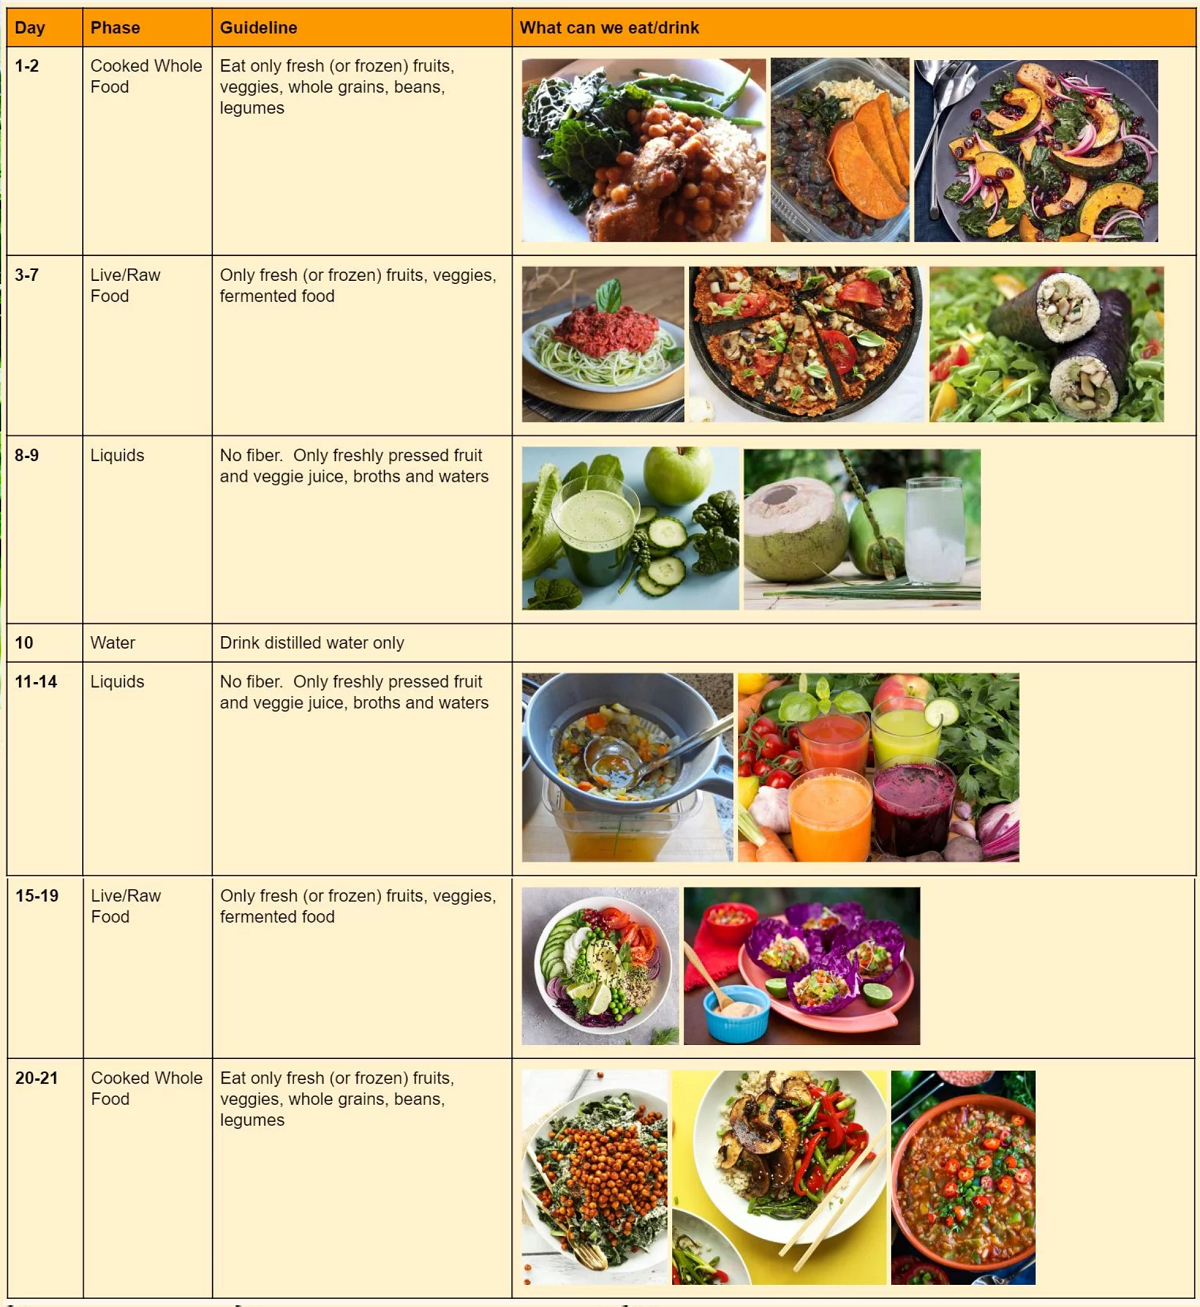 Day Phase Guideline What can we eat/drink
1-2 Cooked Whole Eat only fresh (or frozen) fruits,
Food veggies, whole grains, beans,
legumes
3-7 Live/Raw Only fresh (or frozen) fruits, veggies,
Food fermented food
8-9 Liquids No fiber. Only freshly pressed fruit
and veggie juice, broths and waters
10 Water Drink distilled water only
11-14 Liquids No fiber. Only freshly pressed fruit
and veggie juice, broths and waters
15-19 Live/Raw Only fresh (or frozen) fruits, veggies,
Food fermented food
20-21 Cooked Whole Eat only fresh (or frozen) fruits,
Food veggies, whole grains, beans,
legumes